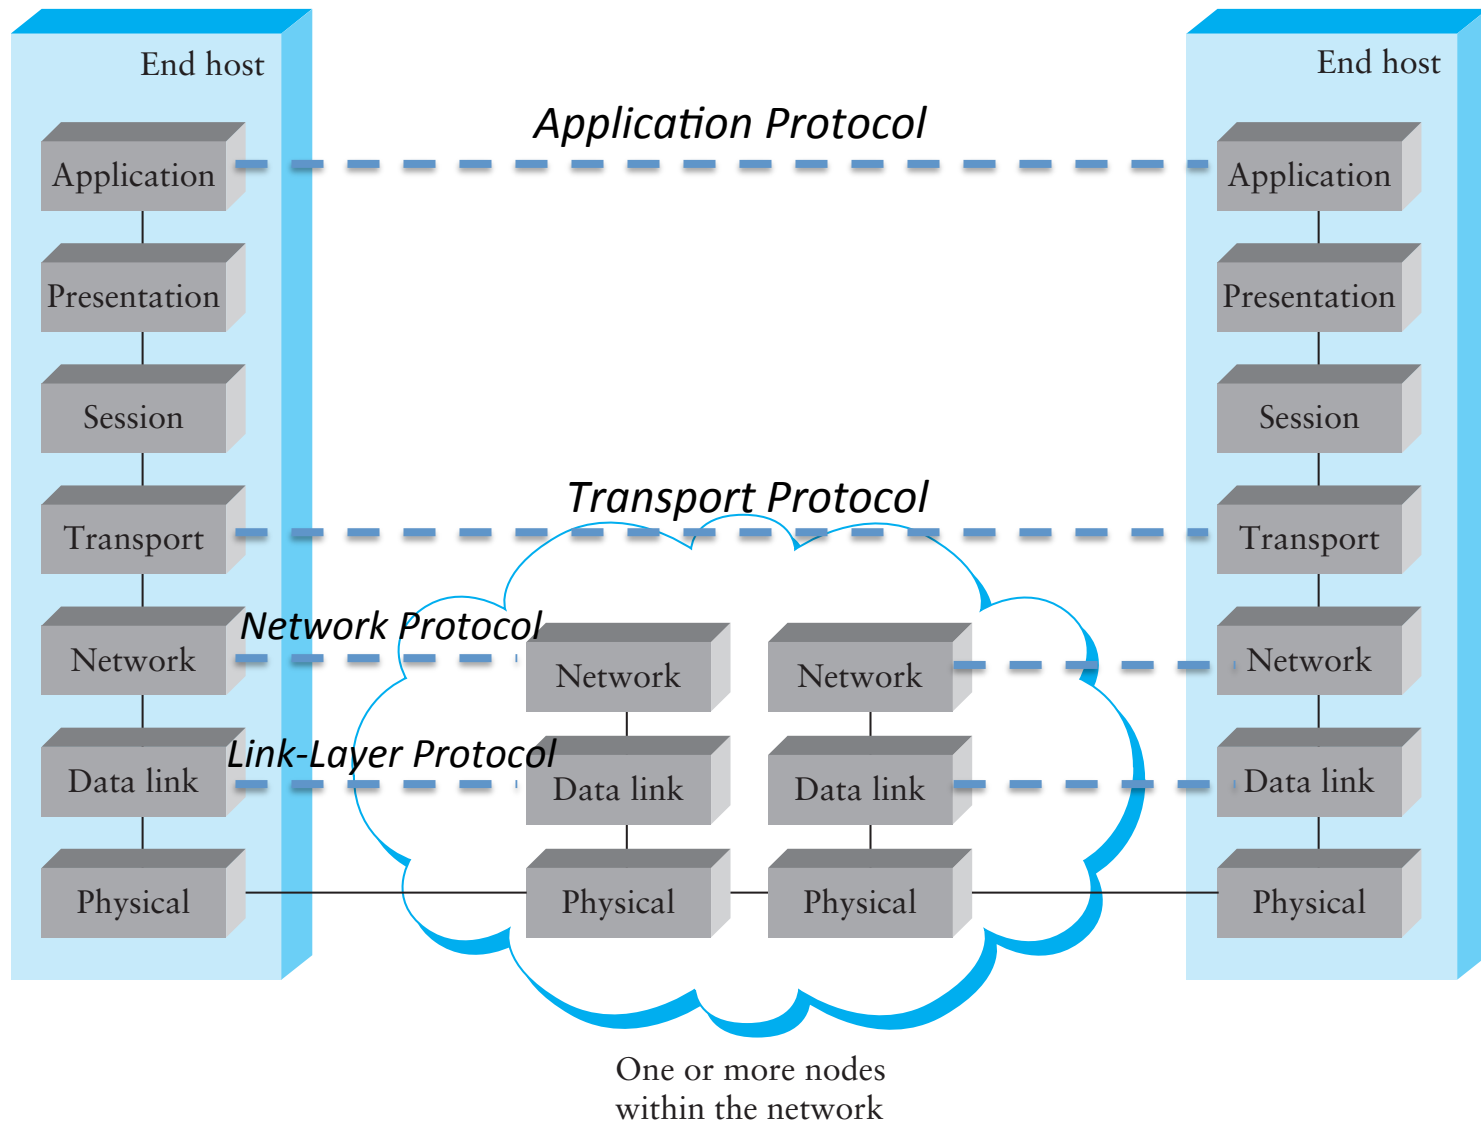 End host
End host
Application Protocol
Application
Application
Presentation
Presentation
Session
Session
Transport Protocol
Transport
Transport
Network Protocol
Network
Network
Network
Network
Link-Layer Protocol
Data link
Data link
Data link
Data link
Physical
Physical
Physical
Physical
One or more nodes
within the network